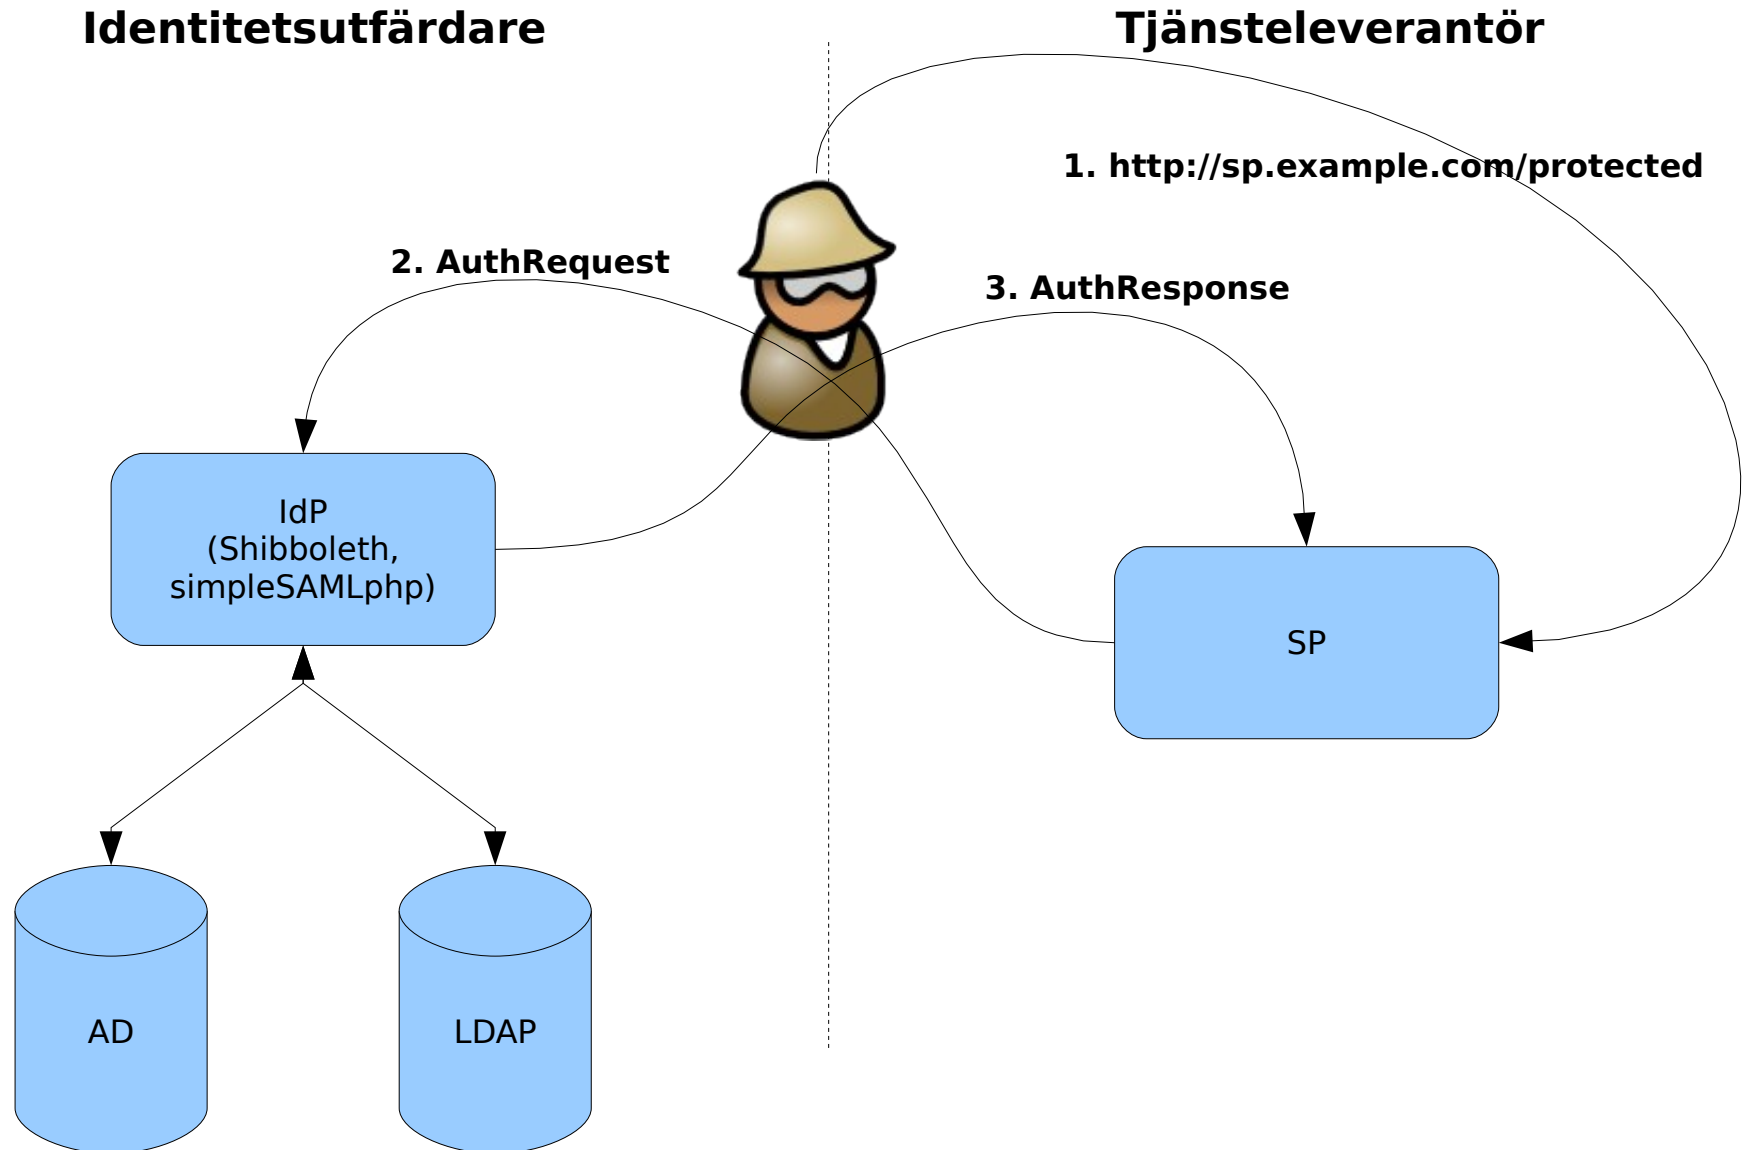 Identitetsutfärdare
Tjänsteleverantör
1. http://sp.example.com/protected
2. AuthRequest
3. AuthResponse
IdP
(Shibboleth,
simpleSAMLphp)
SP
AD
LDAP